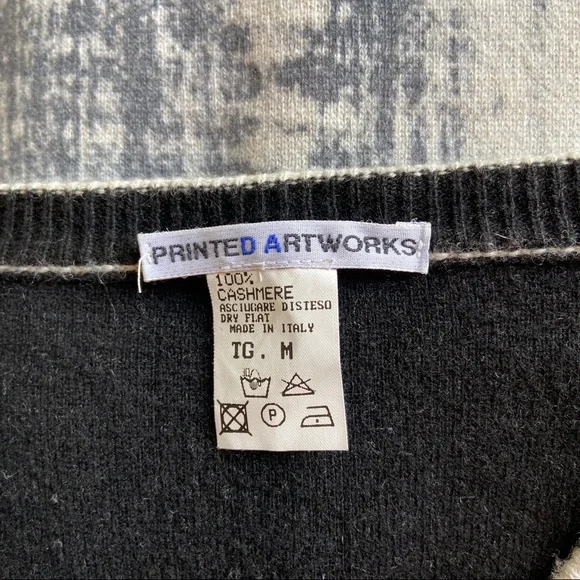 PRINTED ARTWORKS
100%
CASHMERE
ASCIUGARE DISTESO
DRY FLAT
MADE IN ITALY
TG. M
P